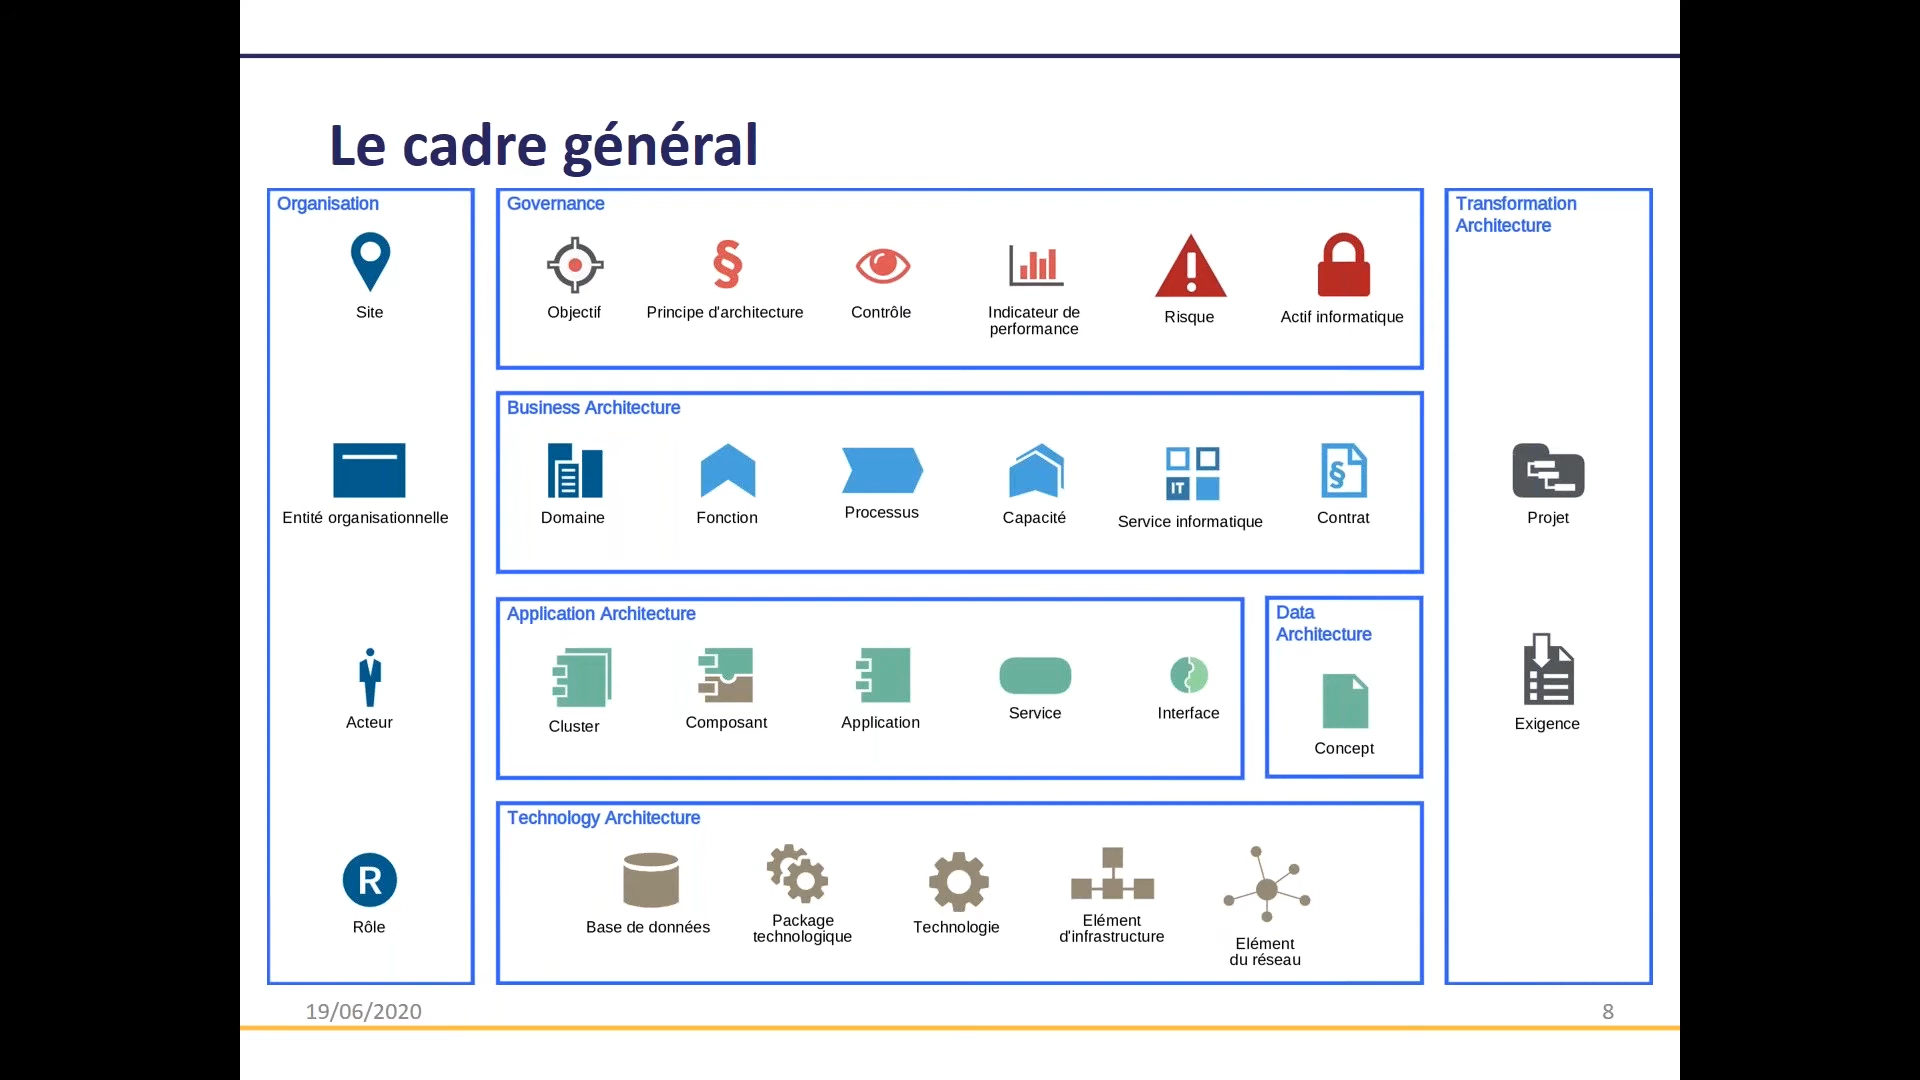 Le cadre général
Organisation
Site
Entité organisationnelle
Acteur
R
Rôle
Governance
§
Objectif
Principe d'architecture
Contrôle
Indicateur de
performance
Risque
Actif informatique
Business Architecture
IT
§
Domaine
Fonction
Processus
Capacité
Service informatique
Contrat
Application Architecture
Cluster
Composant
Application
Service
Interface
Data
Architecture
Concept
Technology Architecture
Base de données
Package
technologique
Technologie
Elément
d'infrastructure
Elément
du réseau
Transformation
Architecture
Projet
Exigence
19/06/2020
8